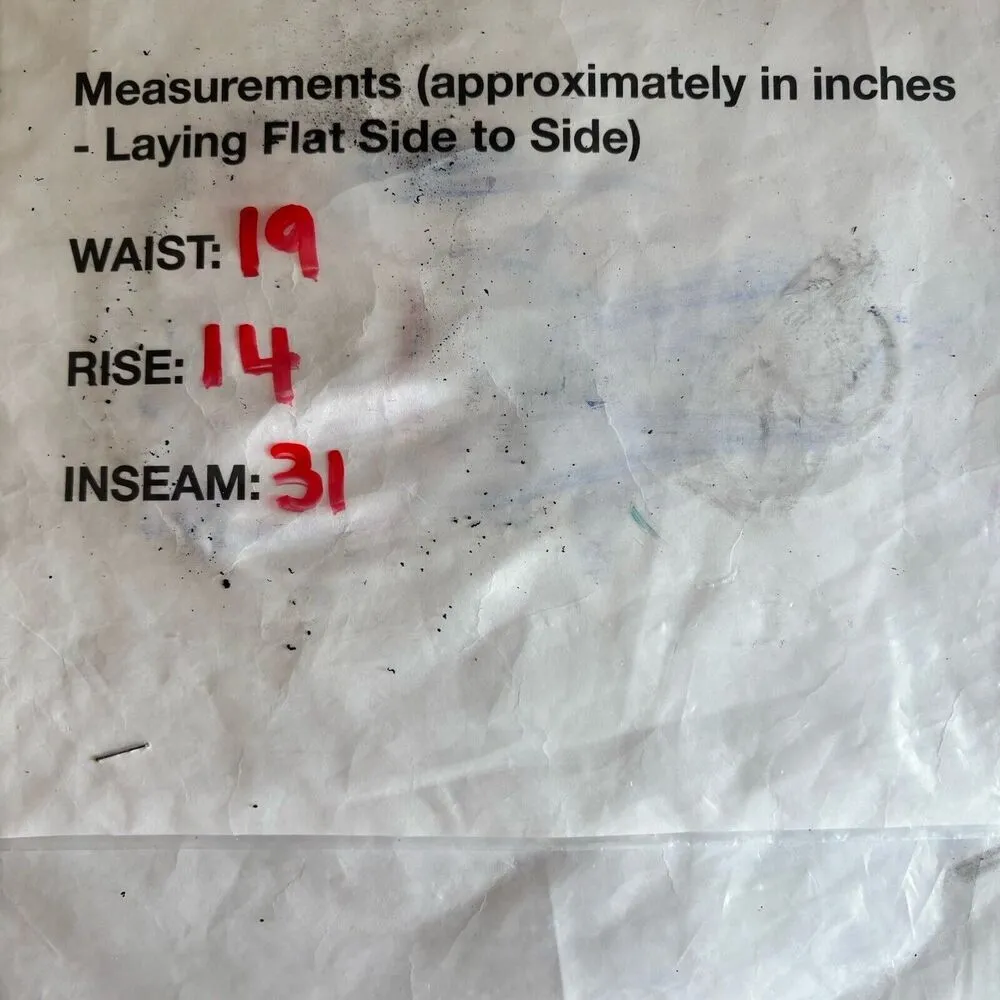 Measurements (approximately in inches
- Laying Flat Side to Side)
WAIST: 19
RISE: 14
INSEAM: 31